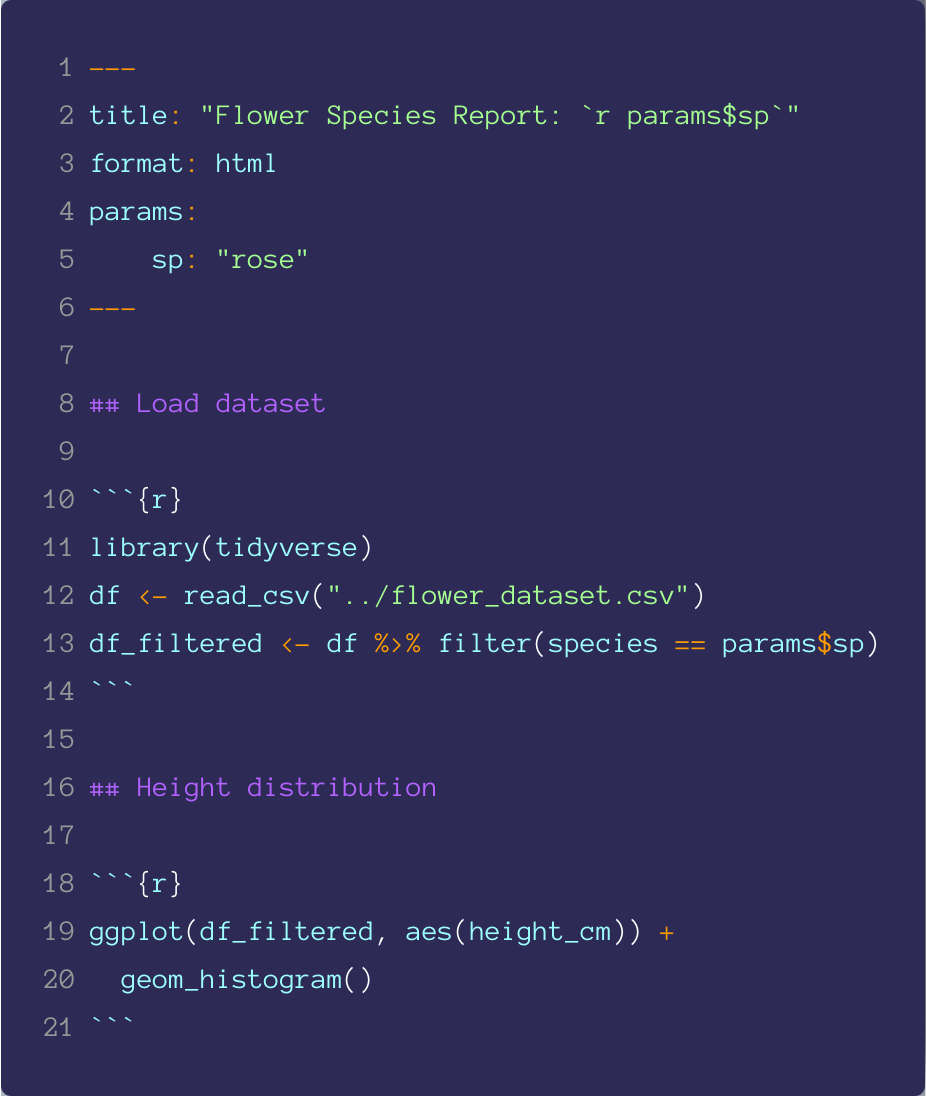 1 ---
2 title: "Flower Species Report: `r params$sp`"
3 format: html
4 params:
5     sp: "rose"
6 ---
7
8 ## Load dataset
9
10 ```{r}
11 library(tidyverse)
12 df <- read_csv("../flower_dataset.csv")
13 df_filtered <- df %>% filter(species == params$sp)
14 ```
15
16 ## Height distribution
17
18 ```{r}
19 ggplot(df_filtered, aes(height_cm)) +
20   geom_histogram()
21 ```